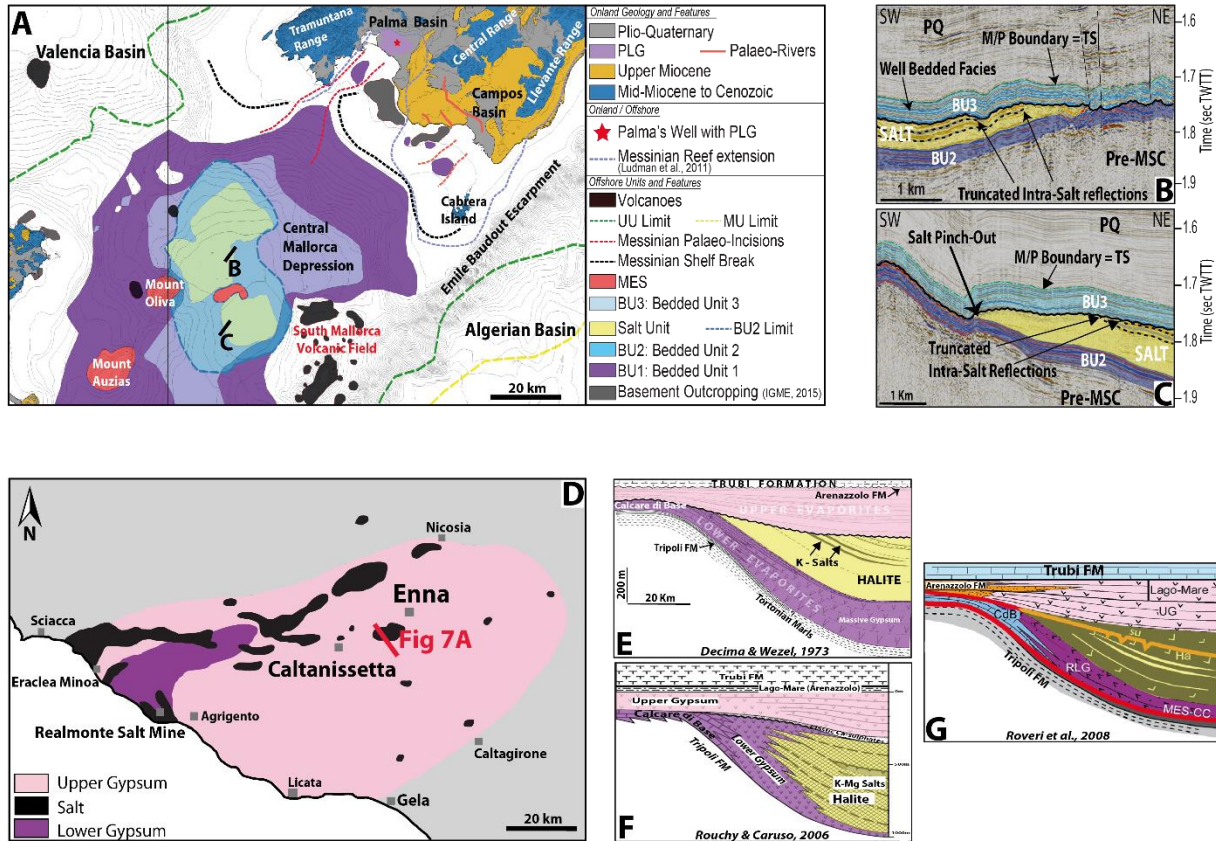 A
Valencia Basin
Tramuntana
Range
Palma Basin
Central Range
Llevante Range
Campos
Basin
Cabrera
Island
Central
Mallorca
Depression
Emile Baudout Escarpment
B
Mount
Oliva
C
South Mallorca
Volcanic Field
Algerian Basin
Mount
Auzias
20 km
Onland Geology and Features
Plio-Quaternary
PLG
Palaeo-Rivers
Upper Miocene
Mid-Miocene to Cenozoic
Onland / Offshore
Palma's Well with PLG
Messinian Reef extension
(Ludman et al., 2011)
Offshore Units and Features
Volcanoes
UU Limit
MU Limit
Messinian Palaeo-Incisions
Messinian Shelf Break
MES
BU3: Bedded Unit 3
Salt Unit
BU2 Limit
BU2: Bedded Unit 2
BU1: Bedded Unit 1
Basement Outcropping (IGME, 2015)
SW
NE
PQ
M/P Boundary = TS
Well Bedded Facies
BU3
SALT
BU2
Pre-MSC
Truncated Intra-Salt reflections
1 km
B
1.6
1.7
1.8
1.9
Time (sec TWTT)
SW
NE
Salt Pinch-Out
PQ
M/P Boundary = TS
BU3
Truncated
Intra-Salt Reflections
SALT
BU2
Pre-MSC
1 Km
C
1.6
1.7
1.8
1.9
Time (sec TWTT)
D
N
Nicosia
Enna
Sciacca
Fig 7A
Caltanissetta
Eraclea Minoa
Agrigento
Realmonte Salt Mine
Caltagirone
Licata
Gela
Upper Gypsum
Salt
Lower Gypsum
20 km
TRUBI FORMATION
Arenazzolo FM
UPPER EVAPORITES
Calcare di Base
LOWER EVAPORITES
Tripoli FM
K - Salts
HALITE
200 m
20 Km
Tortonian Marls
Massive Gypsum
E
Decima & Wezel, 1973
Trubi FM
Lago-Mare (Arenazzolo)
Upper Gypsum
Calcare di Base
Lower Gypsum
Tripoli FM
K-Mg Salts
Halite
0m
500m
1000m
F
Rouchy & Caruso, 2006
Trubi FM
Arenazzolo FM
Lago-Mare
UG
CdB
su
Ha
RLG
Tripoli FM
MES-CC
G
Roveri et al., 2008